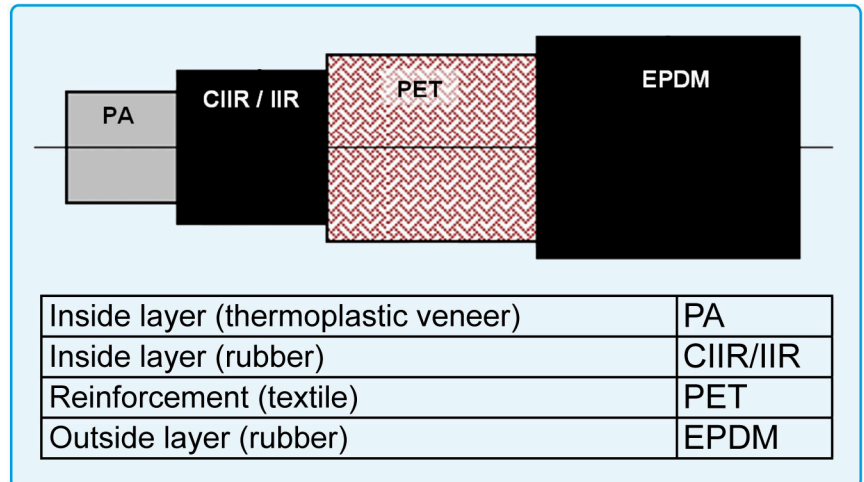 PA
CIIR / IIR
PET
EPDM
Inside layer (thermoplastic veneer) PA
Inside layer (rubber) CIIR/IIR
Reinforcement (textile) PET
Outside layer (rubber) EPDM